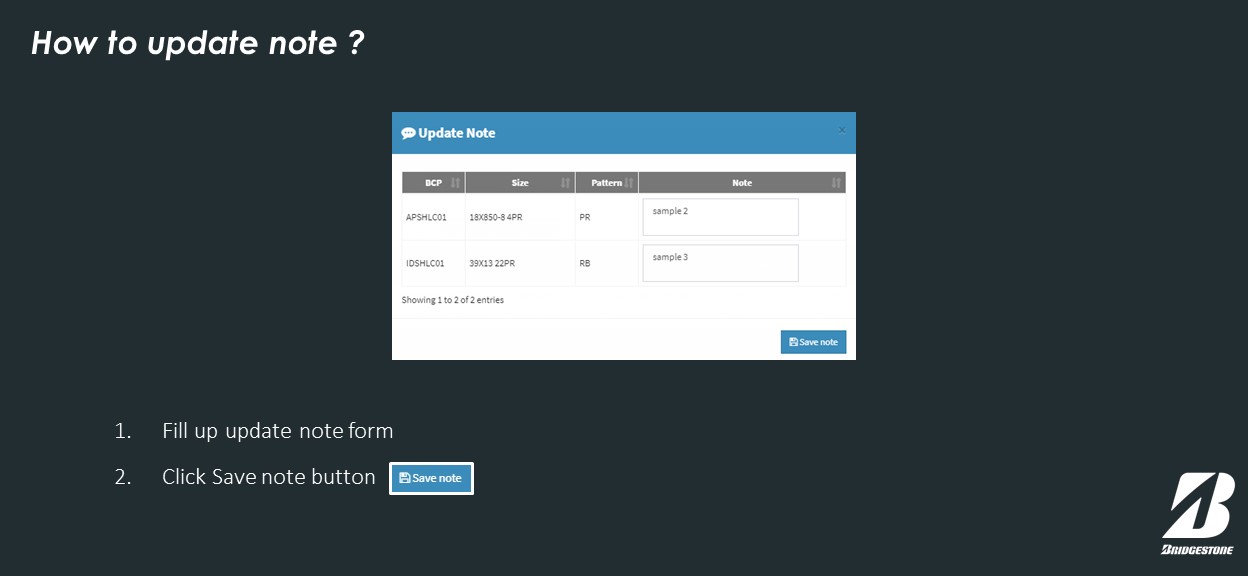 How to update note ?
Update Note
×
BCP Size Pattern Note
APSHLC01 18X850-8 4PR PR sample 2
IDSHLC01 39X13 22PR RB sample 3
Showing 1 to 2 of 2 entries
Save note
1. Fill up update note form
2. Click Save note button Save note
BRIDGESTONE